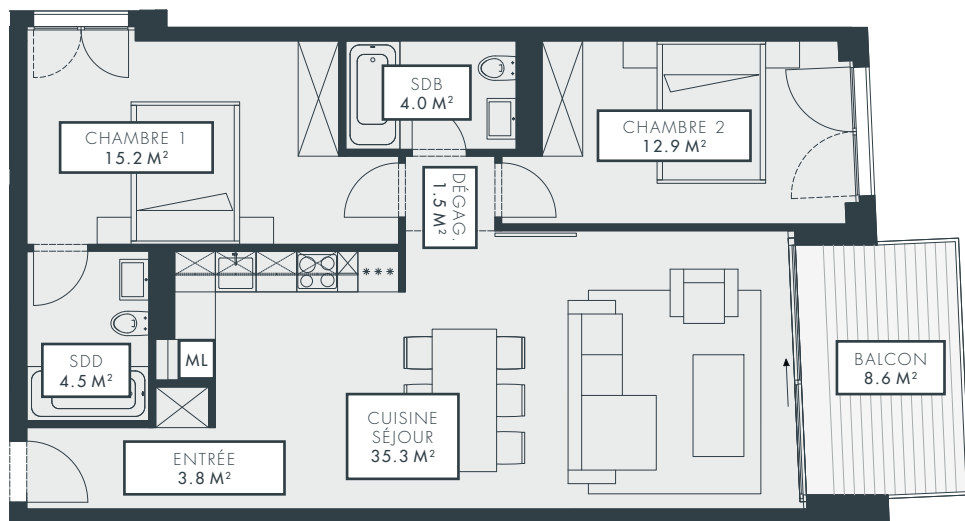 SDB
4.0 M²
CHAMBRE 1
15.2 M²
CHAMBRE 2
12.9 M²
DÉGAG.
1.5 M²
SDD
4.5 M²
ML
BALCON
8.6 M²
CUISINE
SÉJOUR
35.3 M²
ENTRÉE
3.8 M²